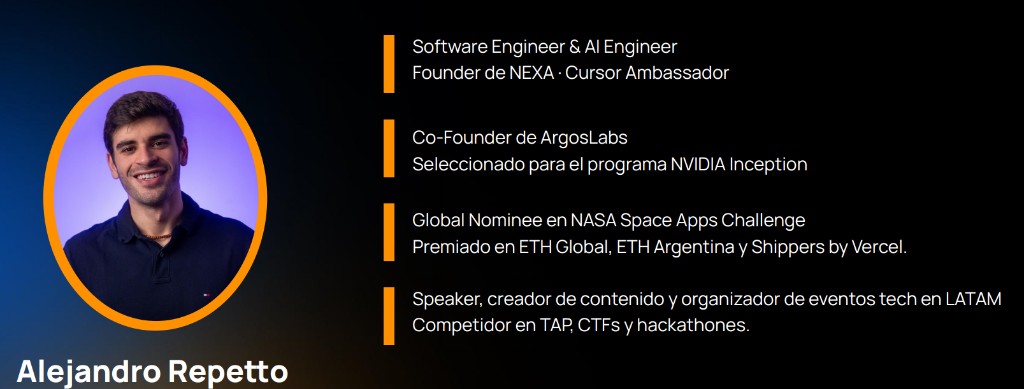 Software Engineer & AI Engineer
Founder de NEXA · Cursor Ambassador
Co-Founder de ArgosLabs
Seleccionado para el programa NVIDIA Inception
Global Nominee en NASA Space Apps Challenge
Premiado en ETH Global, ETH Argentina y Shippers by Vercel.
Speaker, creador de contenido y organizador de eventos tech en LATAM
Competidor en TAP, CTFs y hackathones.
Alejandro Repetto